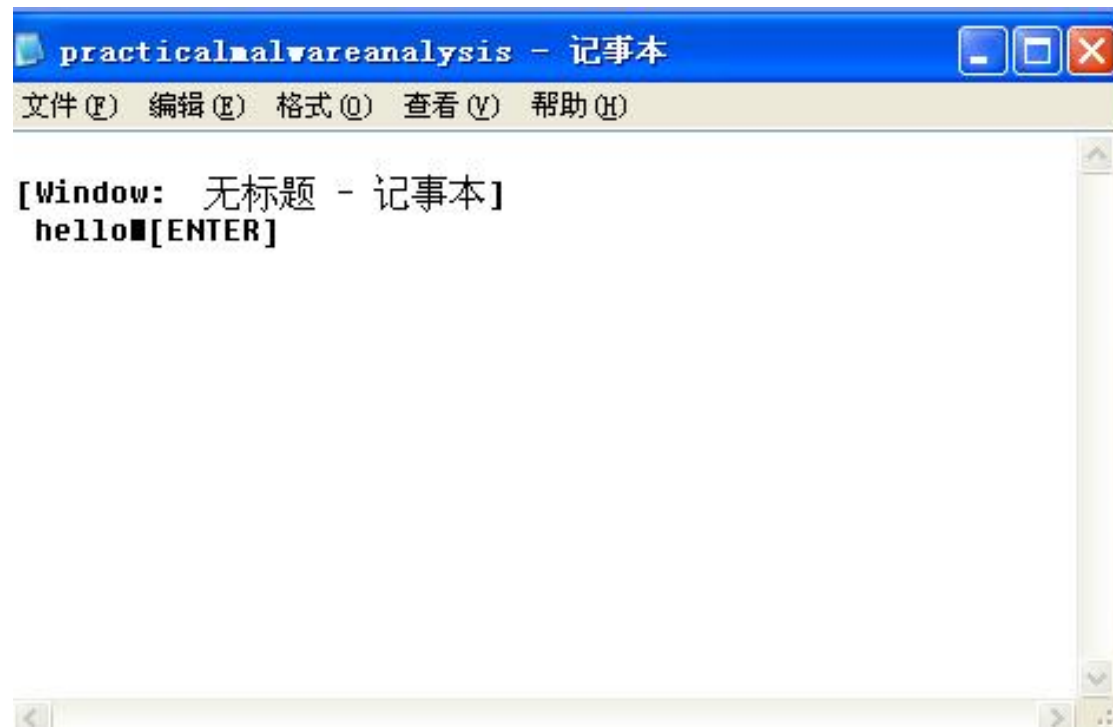 practicalmalwareanalysis - 记事本
文件(F) 编辑(E) 格式(O) 查看(V) 帮助(H)
[Window: 无标题 - 记事本]
hello■[ENTER]